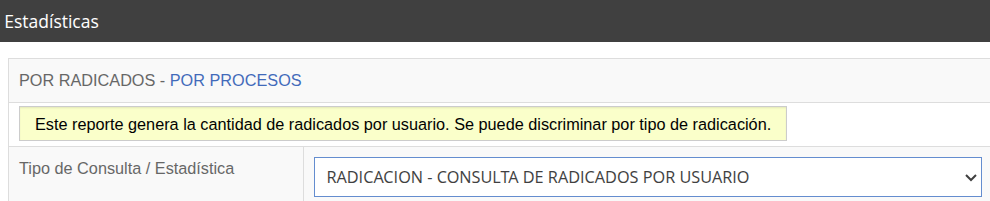 Estadísticas
POR RADICADOS - POR PROCESOS
Este reporte genera la cantidad de radicados por usuario. Se puede discriminar por tipo de radicación.
Tipo de Consulta / Estadística
RADICACION - CONSULTA DE RADICADOS POR USUARIO